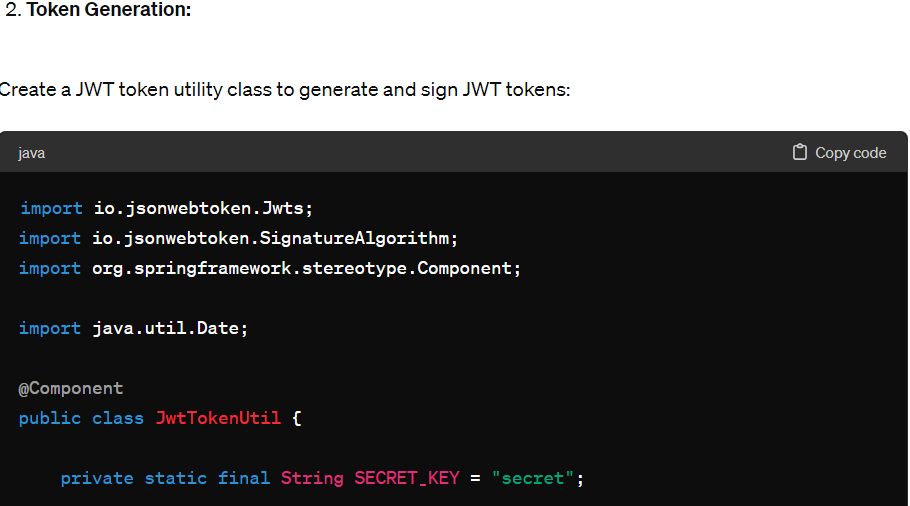 2. Token Generation:
Create a JWT token utility class to generate and sign JWT tokens:
java
Copy code
import io.jsonwebtoken.Jwts;
import io.jsonwebtoken.SignatureAlgorithm;
import org.springframework.stereotype.Component;
import java.util.Date;
@Component
public class JwtTokenUtil {
private static final String SECRET_KEY = "secret";